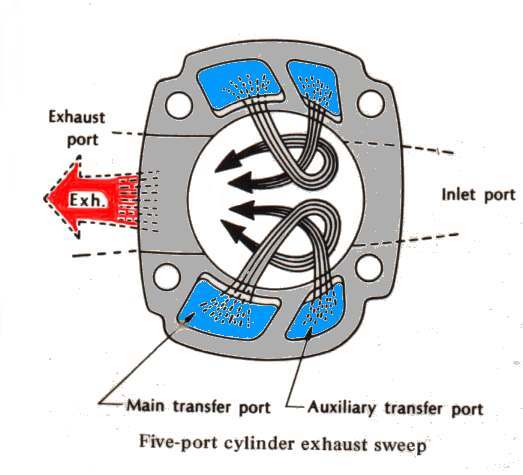 Exhaust
port
Exh.
Inlet port
Main transfer port
Auxiliary transfer port
Five-port cylinder exhaust sweep